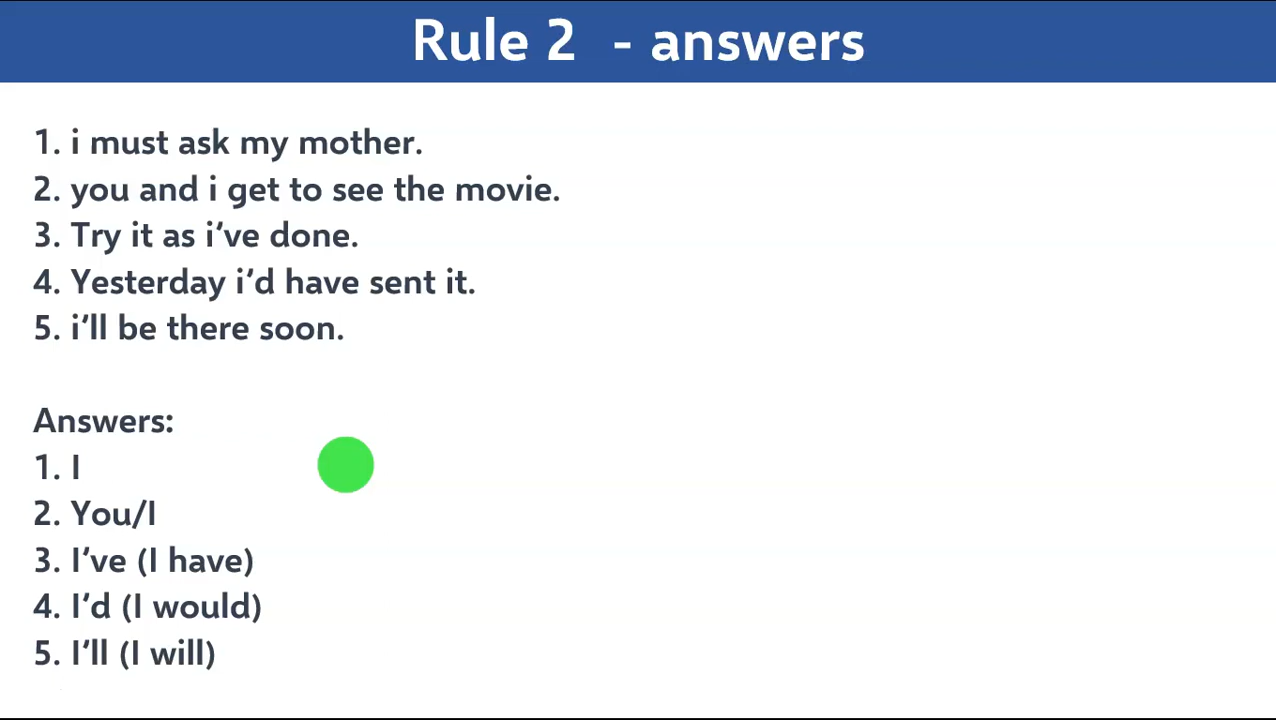 Rule 2 - answers
1. i must ask my mother.
2. you and i get to see the movie.
3. Try it as i’ve done.
4. Yesterday i’d have sent it.
5. i’ll be there soon.
Answers:
1. I
2. You/I
3. I’ve (I have)
4. I’d (I would)
5. I’ll (I will)